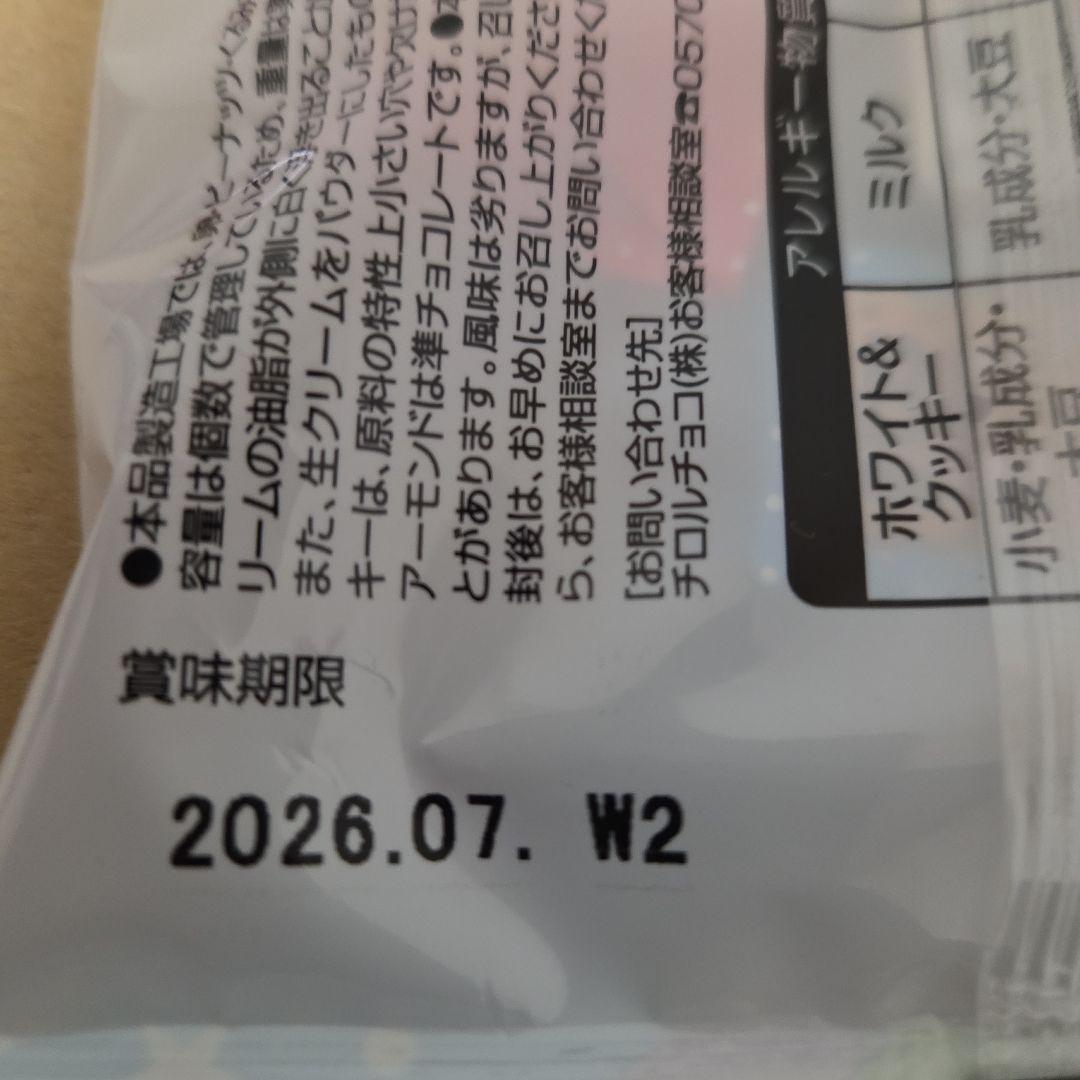 ●本品製造工場では、
容量は個数で管理しているため、重量は
リームの油脂が外側に白く
また、生クリームをパウダーにしたもの
キーは、原料の特性上小さい穴や欠け
アーモンドは準チョコレートです。●本
とがあります。風味は劣りますが、召し
封後は、お早めにお召し上がりくださ
ら、お客様相談室までお問い合わせくだ
[お問い合わせ先]
チロルチョコ(株)お客様相談室☎0570
アレルギー物質
ミルク
乳成分・大豆
ホワイト&
クッキー
小麦・乳成分・
大豆
賞味期限
2026.07. W2